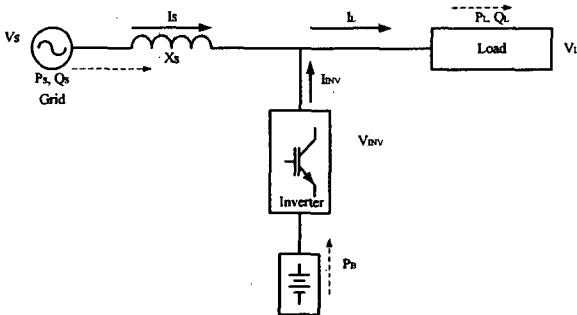 Is
IL
PL, QL
Vs
Xs
Load
VL
Ps, Qs
Grid
IINV
VINV
Inverter
PB